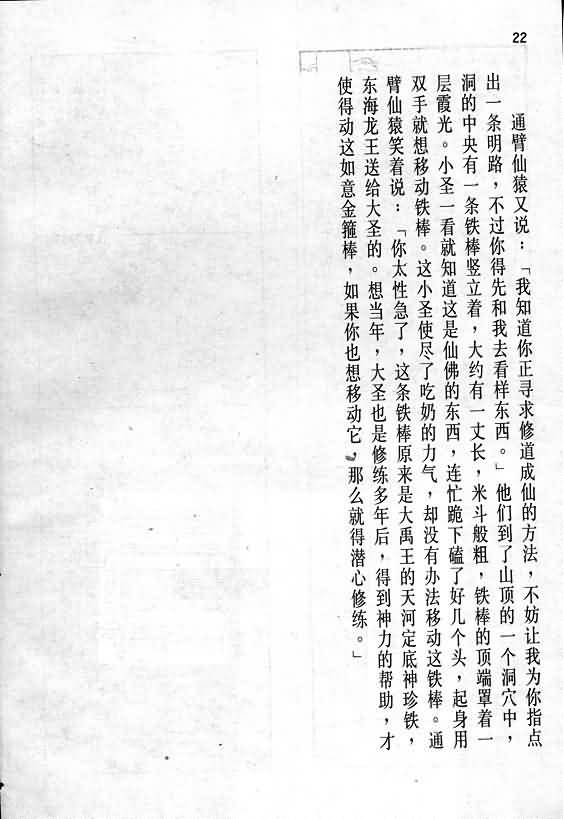 22
通臂仙猿又说：「我知道你正寻求修道成仙的方法，不妨让我为你指点
出一条明路，不过你得先和我去看样东西。」他们到了山顶的一个洞穴中，
洞的中央有一条铁棒竖立着，大约有一丈长，米斗般粗，铁棒的顶端罩着一
层霞光。小圣一看就知道这是仙佛的东西，连忙跪下磕了好几个头，起身用
双手就想移动铁棒。这小圣使尽了吃奶的力气，却没有办法移动这铁棒。通
臂仙猿笑着说：「你太性急了，这条铁棒原来是大禹王的天河定底神珍铁，
东海龙王送给大圣的。想当年，大圣也是修练多年后，得到神力的帮助，才
使得动这如意金箍棒，如果你也想移动它，那么就得潜心修练。」